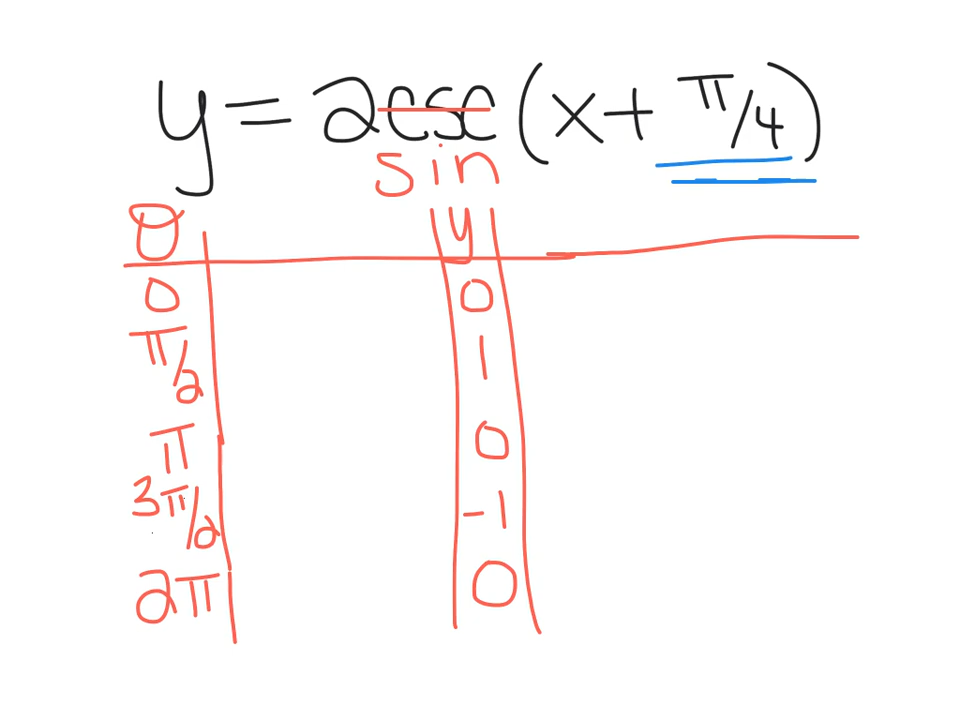 y = 2csc(x + π/4)
sin
θ y
0 0
π/2 1
π 0
3π/2 -1
2π 0